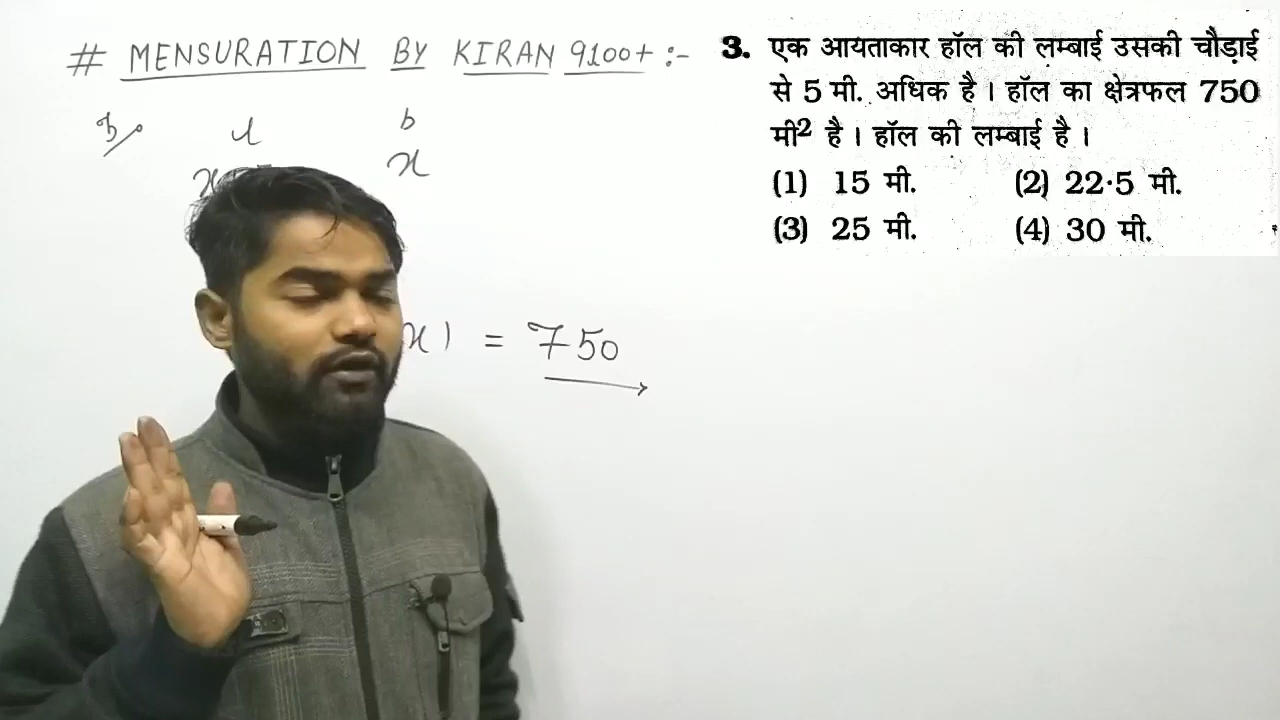 # MENSURATION BY KIRAN 9100+ :-
3. एक आयताकार हॉल की लम्बाई उसकी चौड़ाई
से 5 मी. अधिक है । हॉल का क्षेत्रफल 750
मी² है । हॉल की लम्बाई है ।
(1) 15 मी. (2) 22·5 मी.
(3) 25 मी. (4) 30 मी.
l b
x x
x) = 750